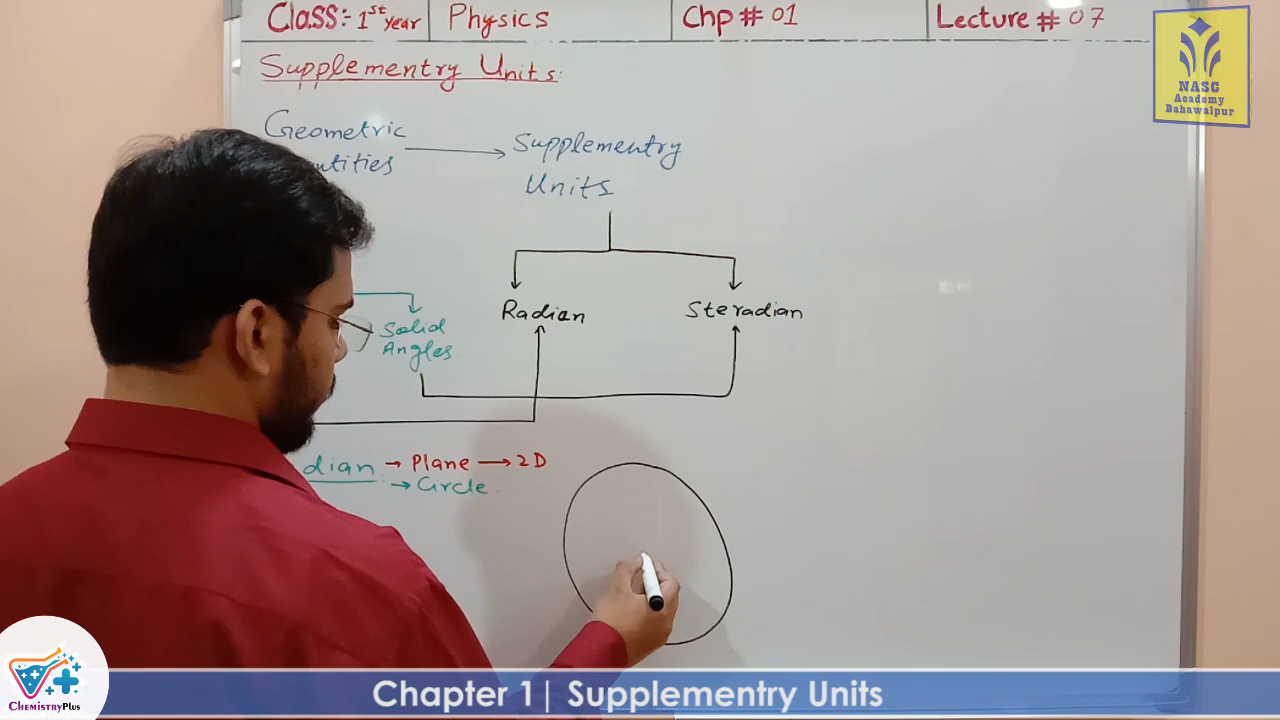 Class:- 1st year Physics Chp # 01 Lecture # 07
Supplementry Units:
NASC
Academy
Bahawalpur
Geometric
Supplementry
Units
Radian
Steradian
Solid
Angles
→ Plane → 2D
→ Circle
ChemistryPlus
Chapter 1| Supplementry Units